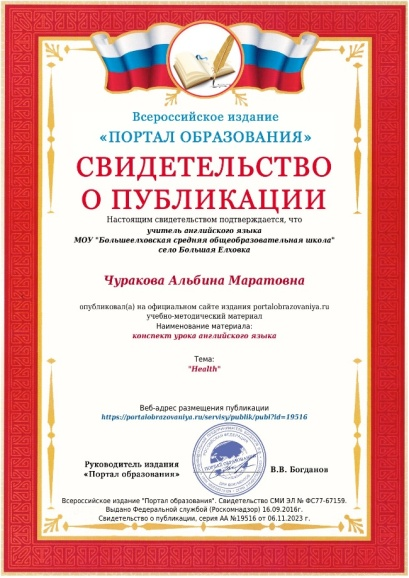 Всероссийское издание
«ПОРТАЛ ОБРАЗОВАНИЯ»
СВИДЕТЕЛЬСТВО
О ПУБЛИКАЦИИ
Настоящим свидетельством подтверждается, что
учитель английского языка
МОУ "Большеелховская средняя общеобразовательная школа"
село Большая Елховка
Чуракова Альбина Маратовна
опубликовал(а) на официальном сайте издания portalobrazovaniya.ru
учебно-методический материал
Наименование материала:
конспект урока английского языка
Тема:
"Health"
Веб-адрес размещения публикации
https://portalobrazovaniya.ru/servisy/publik/publ?id=19516
Руководитель издания
«Портал образования»
ПОРТАЛ ОБРАЗОВАНИЯ
В.В. Богданов
Всероссийское издание "Портал образования". Свидетельство СМИ ЭЛ № ФС77-67159.
Выдано Федеральной службой (Роскомнадзор) 16.09.2016г.
Свидетельство о публикации, серия АА №19516 от 06.11.2023 г.